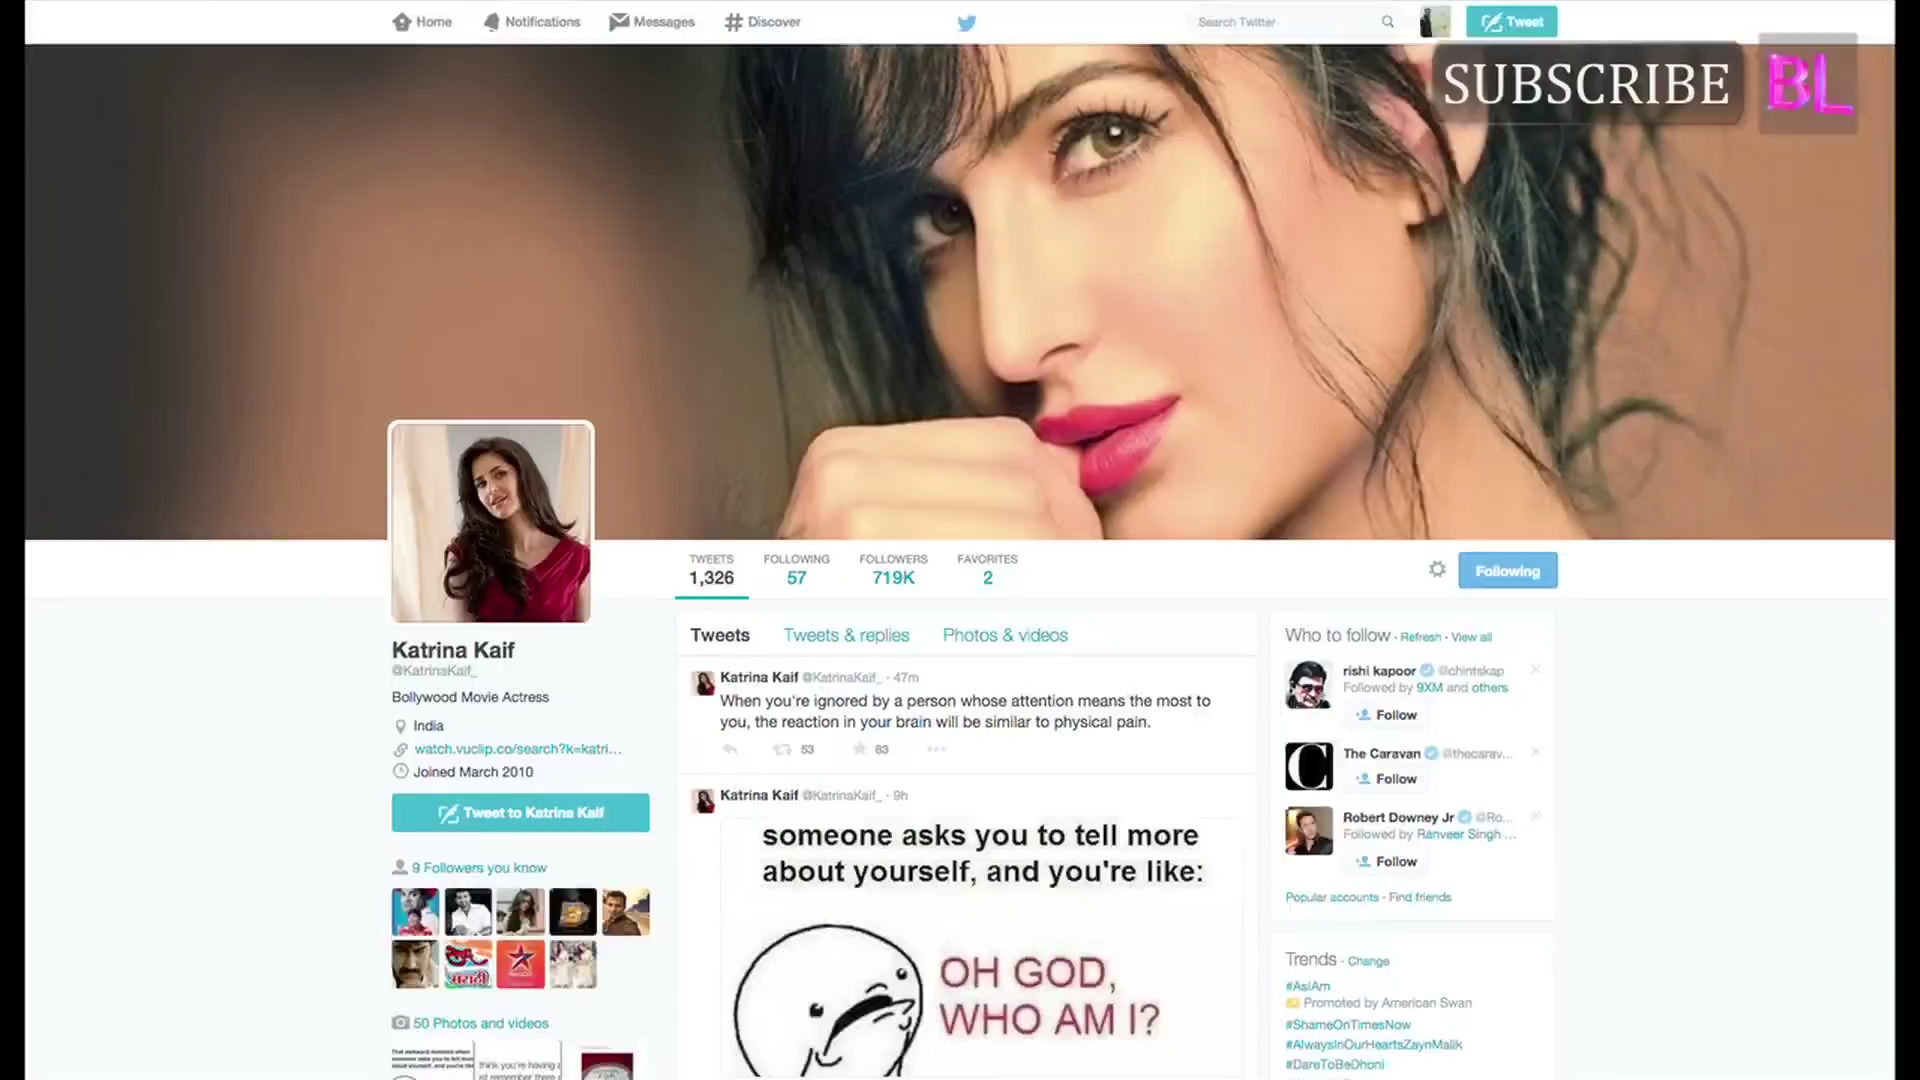 Home
Notifications
Messages
Discover
Search Twitter
Tweet
SUBSCRIBE
BL
TWEETS
1,326
FOLLOWING
57
FOLLOWERS
719K
FAVORITES
2
Following
Katrina Kaif
@KatrinaKaif_
Bollywood Movie Actress
India
watch.vuclip.co/search?k=katri...
Joined March 2010
Tweet to Katrina Kaif
9 Followers you know
मराठी
50 Photos and videos
Tweets
Tweets & replies
Photos & videos
Katrina Kaif @KatrinaKaif_ · 47m
When you're ignored by a person whose attention means the most to
you, the reaction in your brain will be similar to physical pain.
53
83
Katrina Kaif @KatrinaKaif_ · 9h
someone asks you to tell more
about yourself, and you're like:
OH GOD,
WHO AM I?
Who to follow · Refresh · View all
rishi kapoor @chintskap
Followed by 9XM and others
Follow
The Caravan @thecarav...
Follow
Robert Downey Jr @Ro...
Followed by Ranveer Singh ...
Follow
Popular accounts · Find friends
Trends · Change
#AsIAm
Promoted by American Swan
#ShameOnTimesNow
#AlwaysInOurHeartsZaynMalik
#DareToBeDhoni